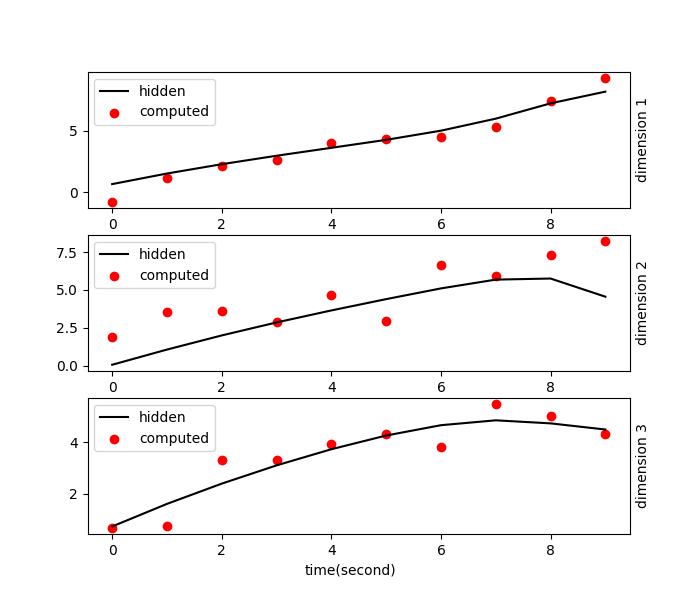 hidden
computed
5
0
0 2 4 6 8
dimension 1
hidden
computed
7.5
5.0
2.5
0.0
0 2 4 6 8
dimension 2
hidden
computed
4
2
0 2 4 6 8
dimension 3
time(second)